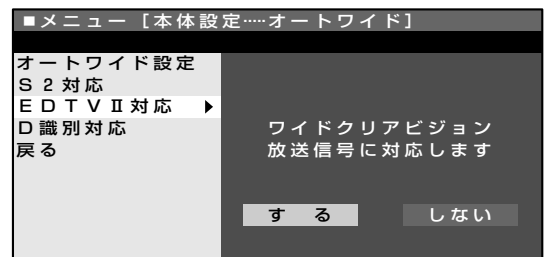 ■メニュー [本体設定……オートワイド]
オートワイド設定
S2対応
EDTVⅡ対応 ▶
D識別対応
戻る
ワイドクリアビジョン
放送信号に対応します
する しない